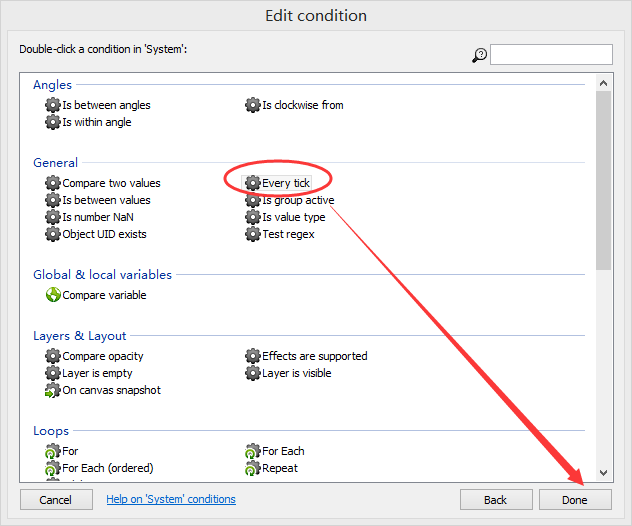 Edit condition
Double-click a condition in 'System':
Angles
Is between angles
Is clockwise from
Is within angle
General
Compare two values
Every tick
Is between values
Is group active
Is number NaN
Is value type
Object UID exists
Test regex
Global & local variables
Compare variable
Layers & Layout
Compare opacity
Effects are supported
Layer is empty
Layer is visible
On canvas snapshot
Loops
For
For Each
For Each (ordered)
Repeat
Cancel
Help on 'System' conditions
Back
Done